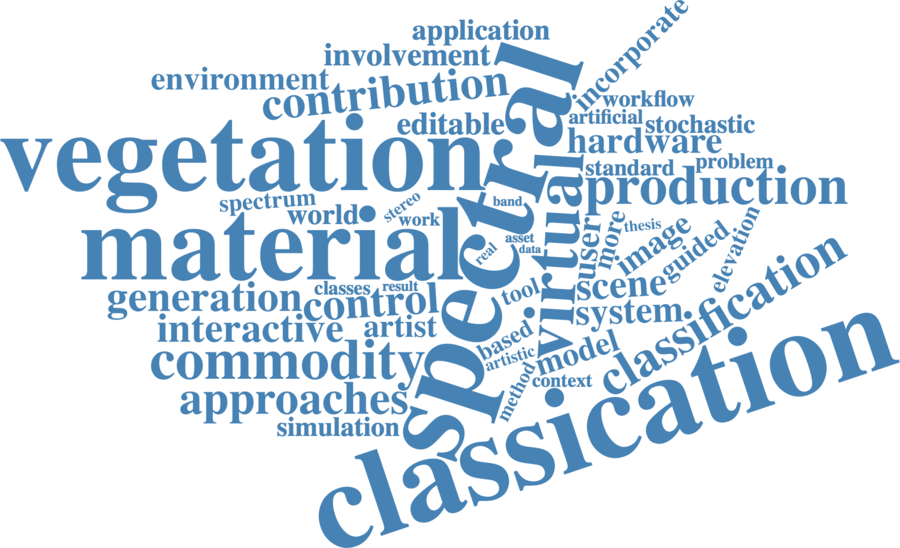 application
incorporate
involvement
environment
contribution
workflow
spectral
artificial
editable
stochastic
vegetation
hardware
standard
problem
virtual
production
spectrum
stereo
band
world
work
user
more
thesis
material
asset
data
real
image
guided
elevation
classes
result
tool
scene
generation
control
system
classification
interactive
artist
based
artistic
model
commodity
method
context
approaches
simulation
classication